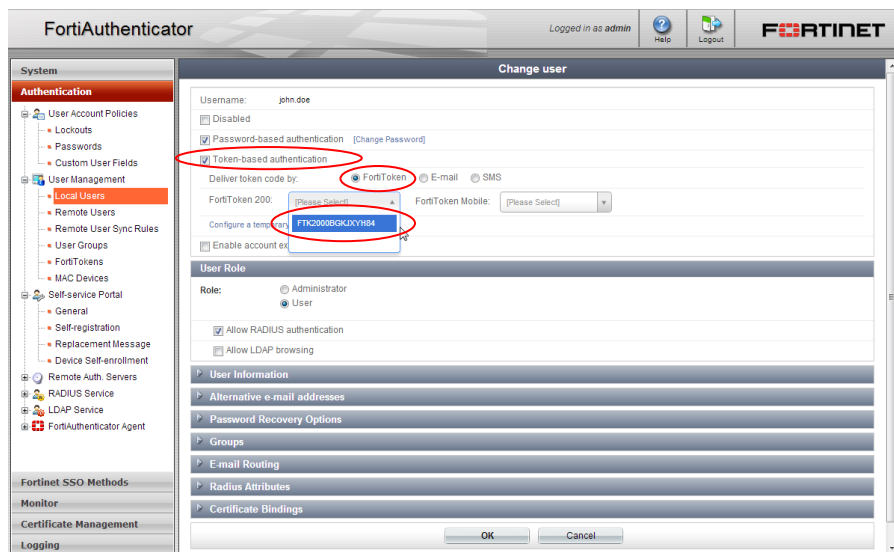 FortiAuthenticator
Logged in as admin
Help
Logout
FORTINET
System
Authentication
User Account Policies
Lockouts
Passwords
Custom User Fields
User Management
Local Users
Remote Users
Remote User Sync Rules
User Groups
FortiTokens
MAC Devices
Self-service Portal
General
Self-registration
Replacement Message
Device Self-enrollment
Remote Auth. Servers
RADIUS Service
LDAP Service
FortiAuthenticator Agent
Fortinet SSO Methods
Monitor
Certificate Management
Logging
Change user
Username: john.doe
Disabled
Password-based authentication [Change Password]
Token-based authentication
Deliver token code by: FortiToken E-mail SMS
FortiToken 200: [Please Select] FortiToken Mobile: [Please Select]
Configure a temporary FTK2000BGKJXYH84
Enable account ex
User Role
Role: Administrator
User
Allow RADIUS authentication
Allow LDAP browsing
User Information
Alternative e-mail addresses
Password Recovery Options
Groups
E-mail Routing
Radius Attributes
Certificate Bindings
OK Cancel